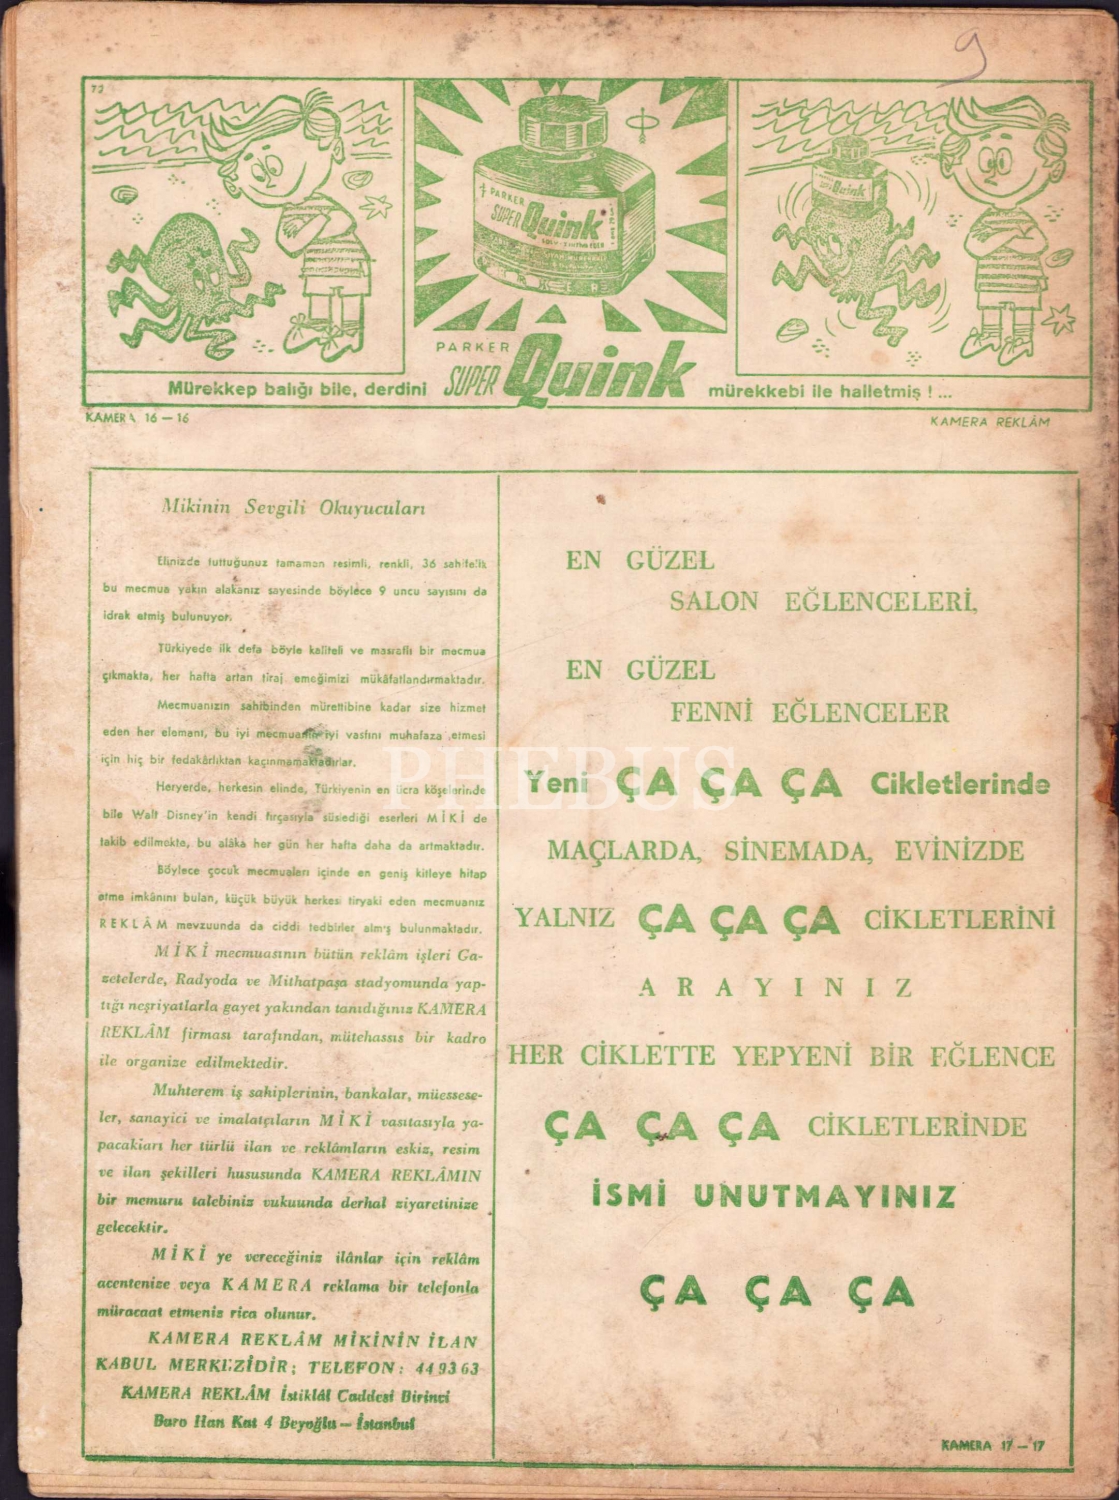 9
72
PARKER
SUPER Quink
Quink
PARKER
Mürekkep balığı bile, derdini SUPER Quink mürekkebi ile halletmiş !...
KAMERA 16 — 16
KAMERA REKLÂM
Mikinin Sevgili Okuyucuları
Elinizde tuttuğunuz tamaman resimli, renkli, 36 sahifelik
bu mecmua yakın alakanız sayesinde böylece 9 uncu sayısını da
idrak etmiş bulunuyor.
Türkiyede ilk defa böyle kaliteli ve masraflı bir mecmua
çıkmakta, her hafta artan tiraj emeğimizi mükâfatlandırmaktadır.
Mecmuanızın sahibinden mürettibine kadar size hizmet
eden her elemanı, bu iyi mecmuanın iyi vasfını muhafaza etmesi
için hiç bir fedakârlıktan kaçınmamaktadırlar.
Heryerde, herkesin elinde, Türkiyenin en ücra köşelerinde
bile Walt Disney'in kendi fırçasıyla süslediği eserleri MİKİ de
takib edilmekte, bu alâka her gün her hafta daha da artmaktadır.
Böylece çocuk mecmuaları içinde en geniş kitleye hitap
etme imkânını bulan, küçük büyük herkesi tiryaki eden mecmuanız
REKLÂM mevzuunda da ciddi tedbirler almış bulunmaktadır.
MİKİ mecmuasının bütün reklâm işleri Ga-
zetelerde, Radyoda ve Mithatpaşa stadyomunda yap-
tığı neşriyatlarla gayet yakından tanıdığınız KAMERA
REKLÂM firması tarafından, mütehassıs bir kadro
ile organize edilmektedir.
Muhterem iş sahiplerinin, bankalar, müessese-
ler, sanayici ve imalatçıların MİKİ vasıtasıyla ya-
pacakları her türlü ilan ve reklâmların eskiz, resim
ve ilan şekilleri hususunda KAMERA REKLÂMIN
bir memuru talebiniz vukuunda derhal ziyaretinize
gelecektir.
MİKİ ye vereceğiniz ilânlar için reklâm
acentenize veya KAMERA reklama bir telefonla
müracaat etmeniz rica olunur.
KAMERA REKLÂM MİKİNİN İLAN
KABUL MERKEZİDİR; TELEFON: 44 93 63
KAMERA REKLÂM İstiklâl Caddesi Birinci
Baro Han Kat 4 Beyoğlu — İstanbul
EN GÜZEL
SALON EĞLENCELERİ,
EN GÜZEL
FENNİ EĞLENCELER
Yeni ÇA ÇA ÇA Cikletlerinde
MAÇLARDA, SİNEMADA, EVİNİZDE
YALNIZ ÇA ÇA ÇA CİKLETLERİNİ
ARAYINIZ
HER CİKLETTE YEPYENİ BİR EĞLENCE
ÇA ÇA ÇA CİKLETLERİNDE
İSMİ UNUTMAYINIZ
ÇA ÇA ÇA
KAMERA 17 — 17
PHEBUS